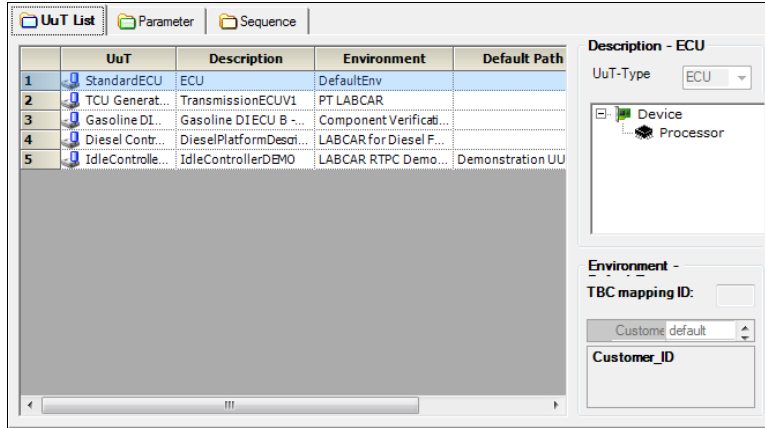 UuT List Parameter Sequence
UuT Description Environment Default Path
1 StandardECU ECU DefaultEnv
2 TCU Generat... TransmissionECUV1 PT LABCAR
3 Gasoline DI... Gasoline DI ECU B -... Component Verificati...
4 Diesel Contr... DieselPlatformDescri... LABCAR for Diesel F...
5 IdleControlle... IdleControllerDEMO LABCAR RTPC Demo... Demonstration UU
Description - ECU
UuT-Type ECU
Device
Processor
Environment -
TBC mapping ID:
Custome default
Customer_ID